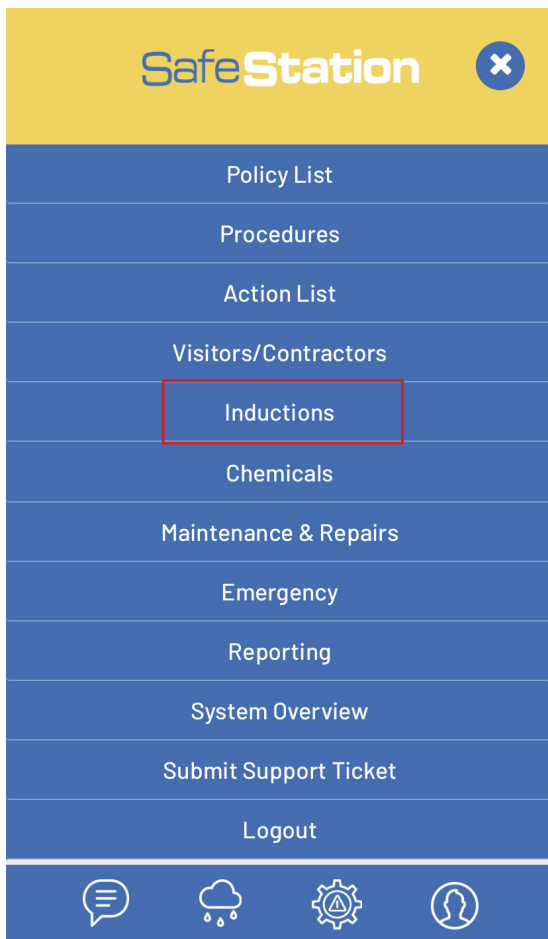 SafeStation
Policy List
Procedures
Action List
Visitors/Contractors
Inductions
Chemicals
Maintenance & Repairs
Emergency
Reporting
System Overview
Submit Support Ticket
Logout